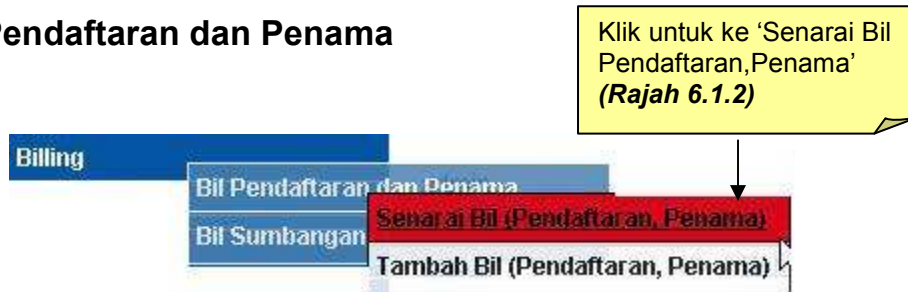 Pendaftaran dan Penama
Klik untuk ke ‘Senarai Bil
Pendaftaran,Penama’
(Rajah 6.1.2)
Billing
Bil Pendaftaran dan Penama
Senarai Bil (Pendaftaran, Penama)
Bil Sumbangan
Tambah Bil (Pendaftaran, Penama)